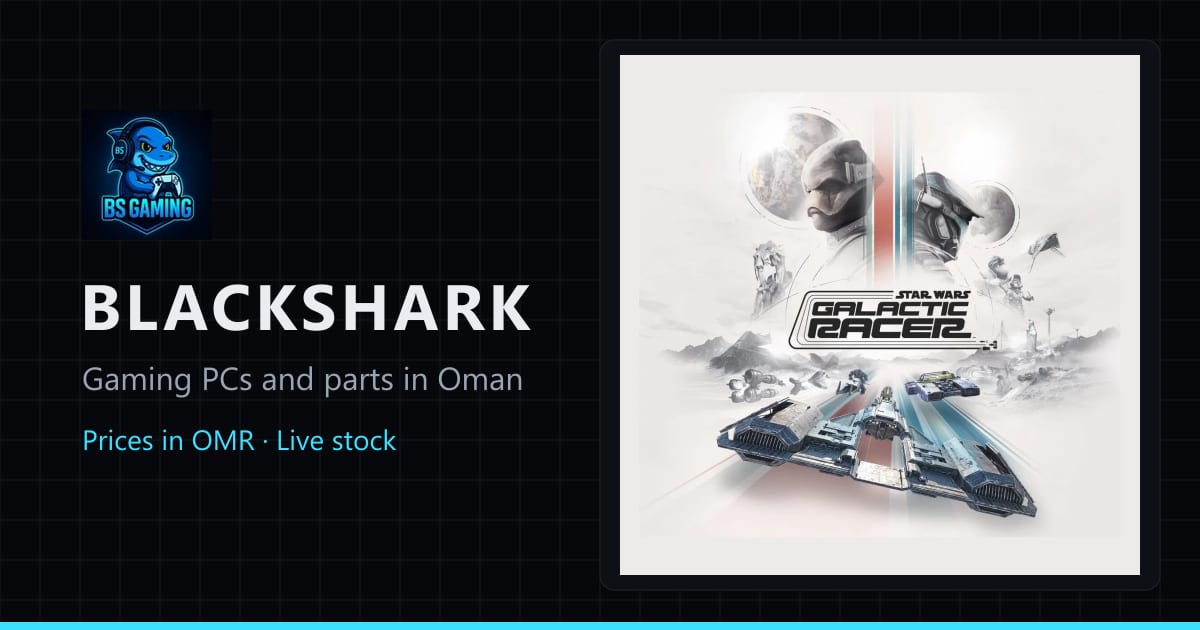 BS
BS GAMING
BLACKSHARK
Gaming PCs and parts in Oman
Prices in OMR · Live stock
STAR WARS
GALACTIC
RACER